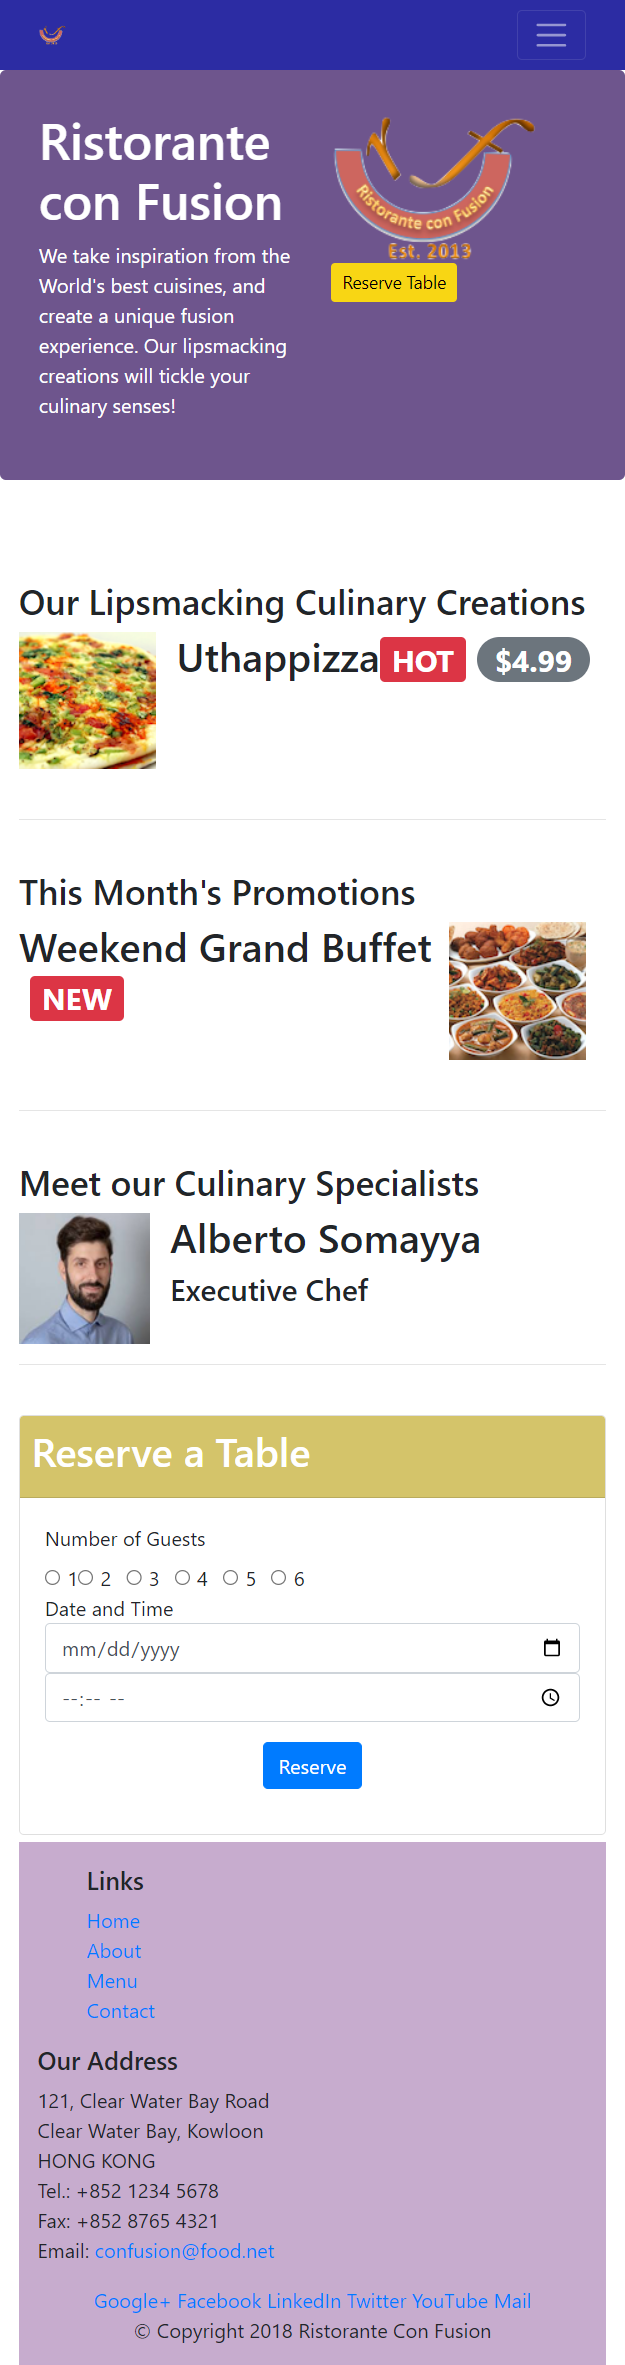 Ristorante
con Fusion
We take inspiration from the
World's best cuisines, and
create a unique fusion
experience. Our lipsmacking
creations will tickle your
culinary senses!
Ristorante con Fusion
Est. 2013
Reserve Table
Our Lipsmacking Culinary Creations
Uthappizza HOT $4.99
This Month's Promotions
Weekend Grand Buffet
NEW
Meet our Culinary Specialists
Alberto Somayya
Executive Chef
Reserve a Table
Number of Guests
1 2 3 4 5 6
Date and Time
mm/dd/yyyy
--:-- --
Reserve
Links
Home
About
Menu
Contact
Our Address
121, Clear Water Bay Road
Clear Water Bay, Kowloon
HONG KONG
Tel.: +852 1234 5678
Fax: +852 8765 4321
Email: confusion@food.net
Google+ Facebook LinkedIn Twitter YouTube Mail
© Copyright 2018 Ristorante Con Fusion